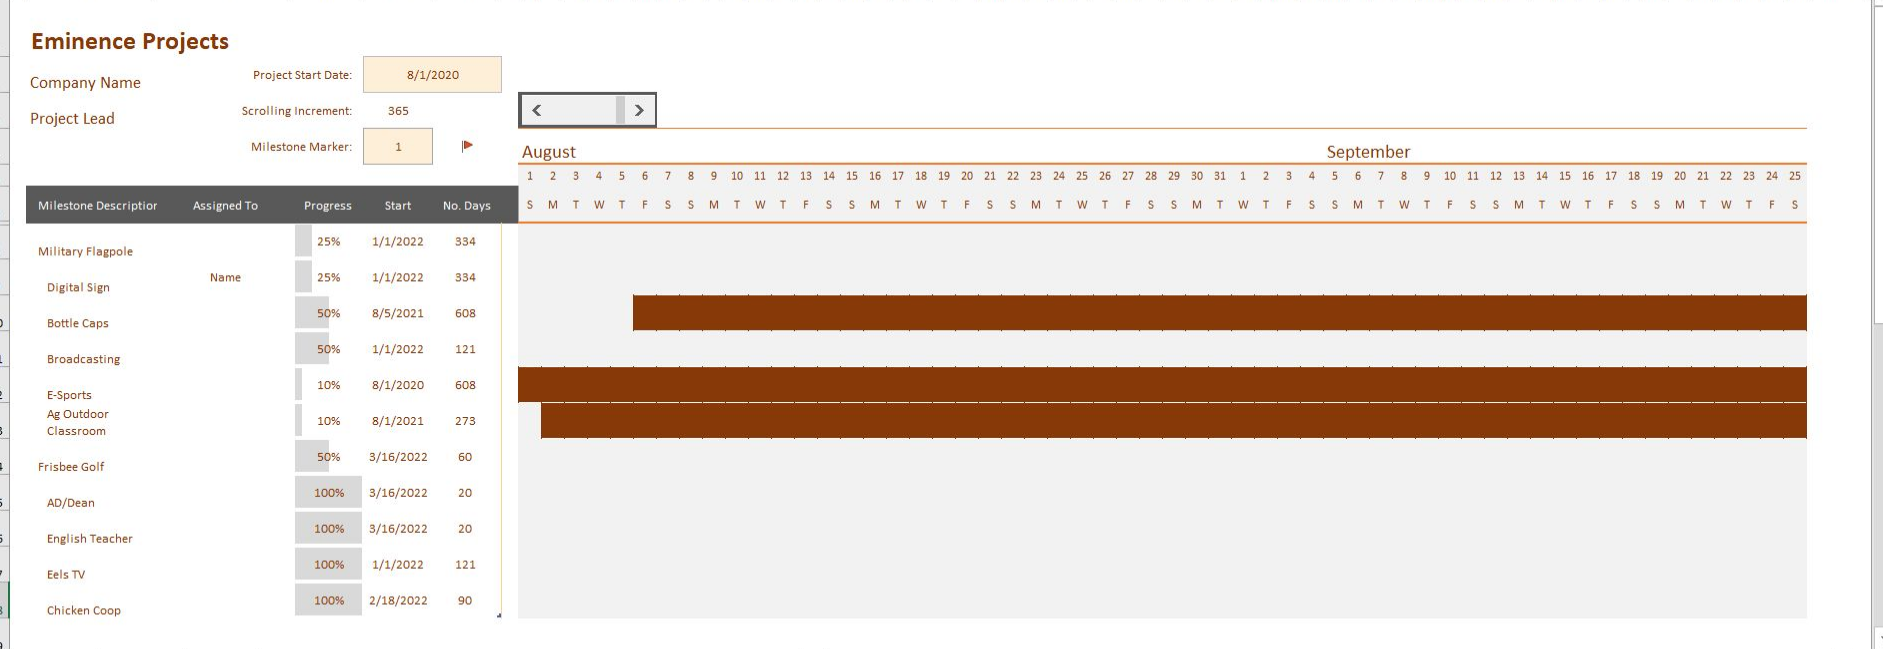 Eminence Projects
Company Name
Project Start Date: 8/1/2020
Project Lead
Scrolling Increment: 365
Milestone Marker: 1
August September
1 2 3 4 5 6 7 8 9 10 11 12 13 14 15 16 17 18 19 20 21 22 23 24 25 26 27 28 29 30 31 1 2 3 4 5 6 7 8 9 10 11 12 13 14 15 16 17 18 19 20 21 22 23 24 25
Milestone Description Assigned To Progress Start No. Days S M T W T F S S M T W T F S S M T W T F S S M T W T F S S M T W T F S S M T W T F S S M T W T F S S M T W T F S
Military Flagpole 25% 1/1/2022 334
Digital Sign Name 25% 1/1/2022 334
Bottle Caps 50% 8/5/2021 608
Broadcasting 50% 1/1/2022 121
E-Sports 10% 8/1/2020 608
Ag Outdoor
Classroom 10% 8/1/2021 273
Frisbee Golf 50% 3/16/2022 60
AD/Dean 100% 3/16/2022 20
English Teacher 100% 3/16/2022 20
Eels TV 100% 1/1/2022 121
Chicken Coop 100% 2/18/2022 90